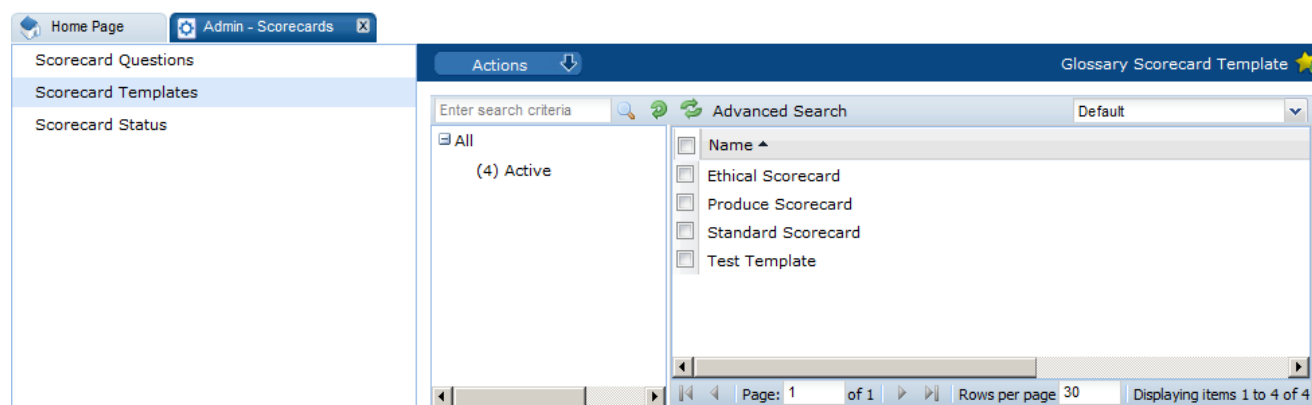 Home Page
Admin - Scorecards
Scorecard Questions
Scorecard Templates
Scorecard Status
Actions
Glossary Scorecard Template
Enter search criteria
Advanced Search
Default
All
(4) Active
Name
Ethical Scorecard
Produce Scorecard
Standard Scorecard
Test Template
Page: 1 of 1 Rows per page 30 Displaying items 1 to 4 of 4